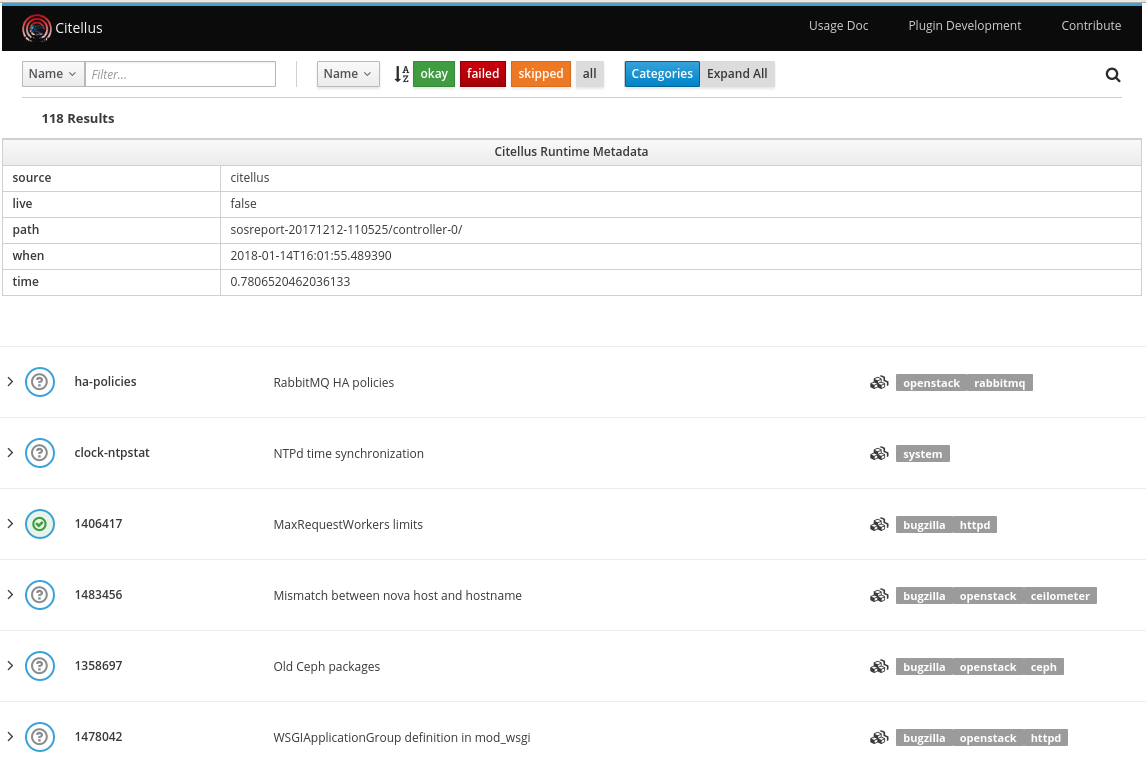 Citellus Usage Doc Plugin Development Contribute
Name Filter... Name A Z okay failed skipped all Categories Expand All
118 Results
Citellus Runtime Metadata
source citellus
live false
path sosreport-20171212-110525/controller-0/
when 2018-01-14T16:01:55.489390
time 0.7806520462036133
ha-policies RabbitMQ HA policies openstack rabbitmq
clock-ntpstat NTPd time synchronization system
1406417 MaxRequestWorkers limits bugzilla httpd
1483456 Mismatch between nova host and hostname bugzilla openstack ceilometer
1358697 Old Ceph packages bugzilla openstack ceph
1478042 WSGIApplicationGroup definition in mod_wsgi bugzilla openstack httpd